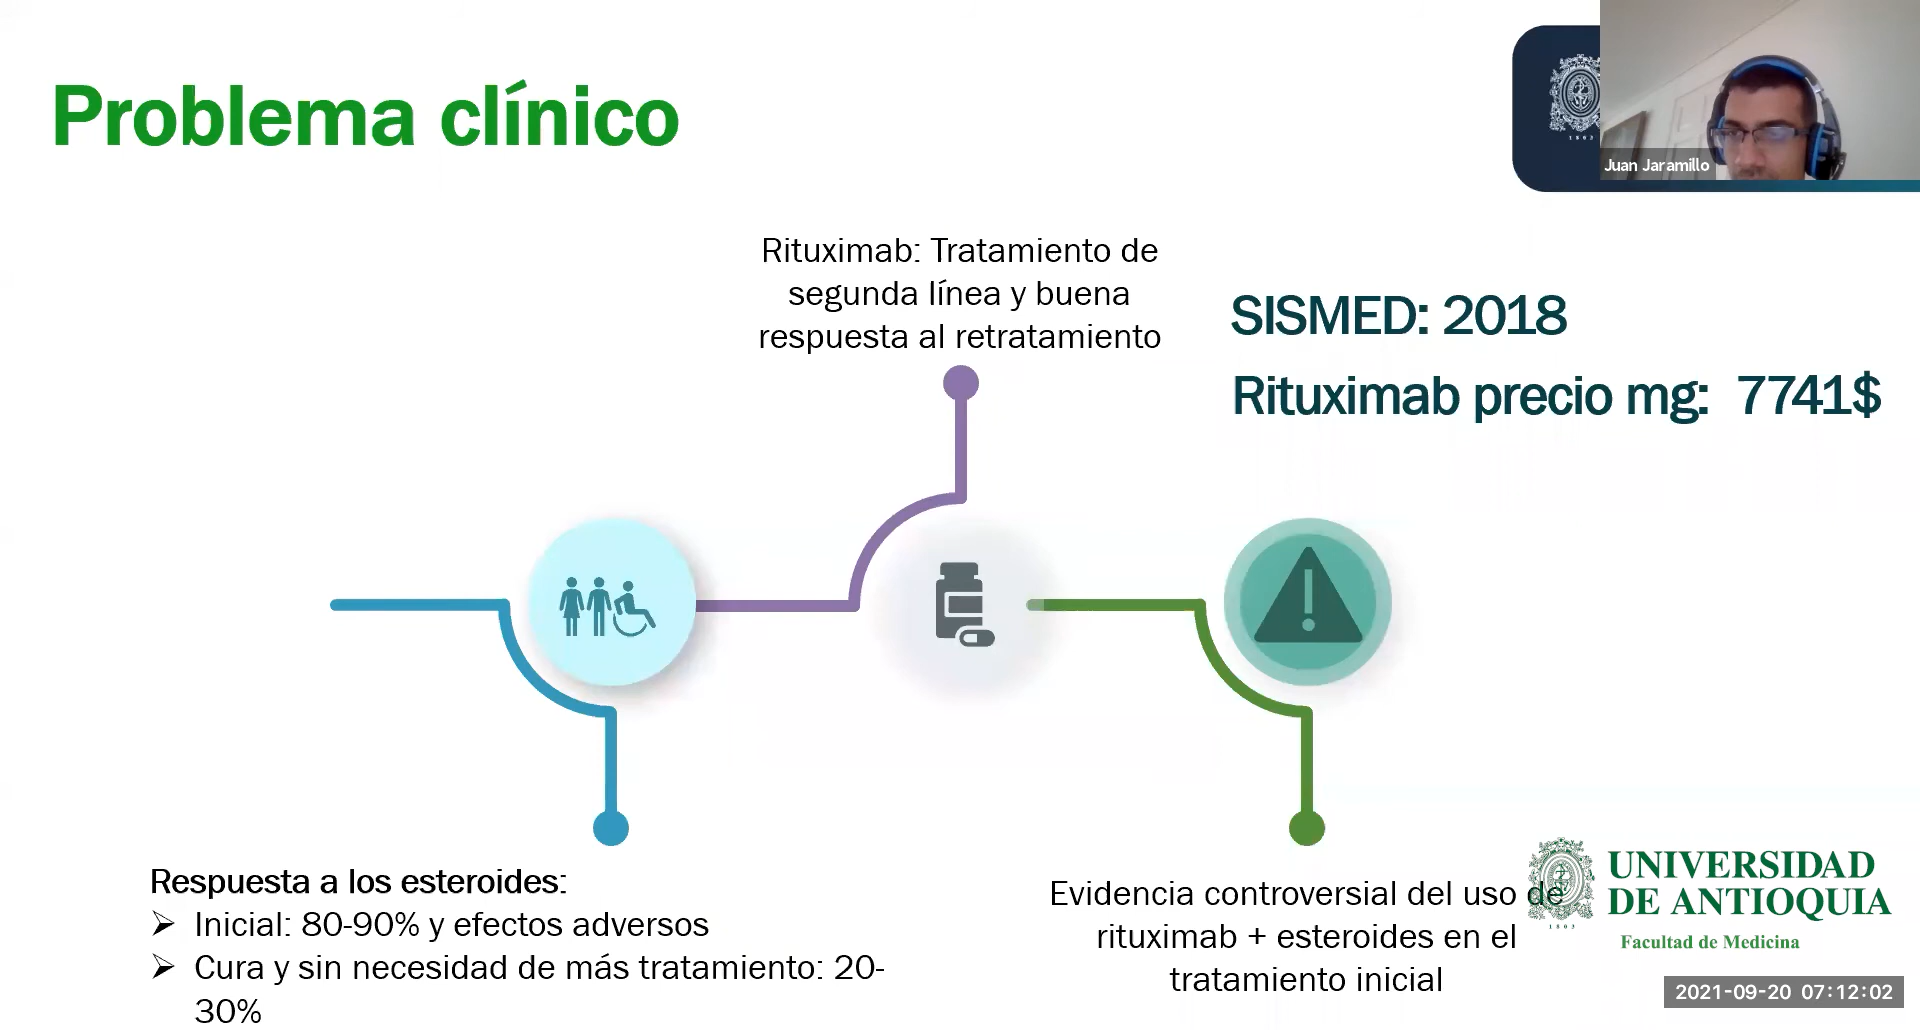 Problema clínico
1803
Juan Jaramillo
Rituximab: Tratamiento de
segunda línea y buena
respuesta al retratamiento
SISMED: 2018
Rituximab precio mg: 7741$
Respuesta a los esteroides:
➢ Inicial: 80-90% y efectos adversos
➢ Cura y sin necesidad de más tratamiento: 20-
30%
Evidencia controversial del uso de
rituximab + esteroides en el
tratamiento inicial
1803
UNIVERSIDAD
DE ANTIOQUIA
Facultad de Medicina
2021-09-20 07:12:02